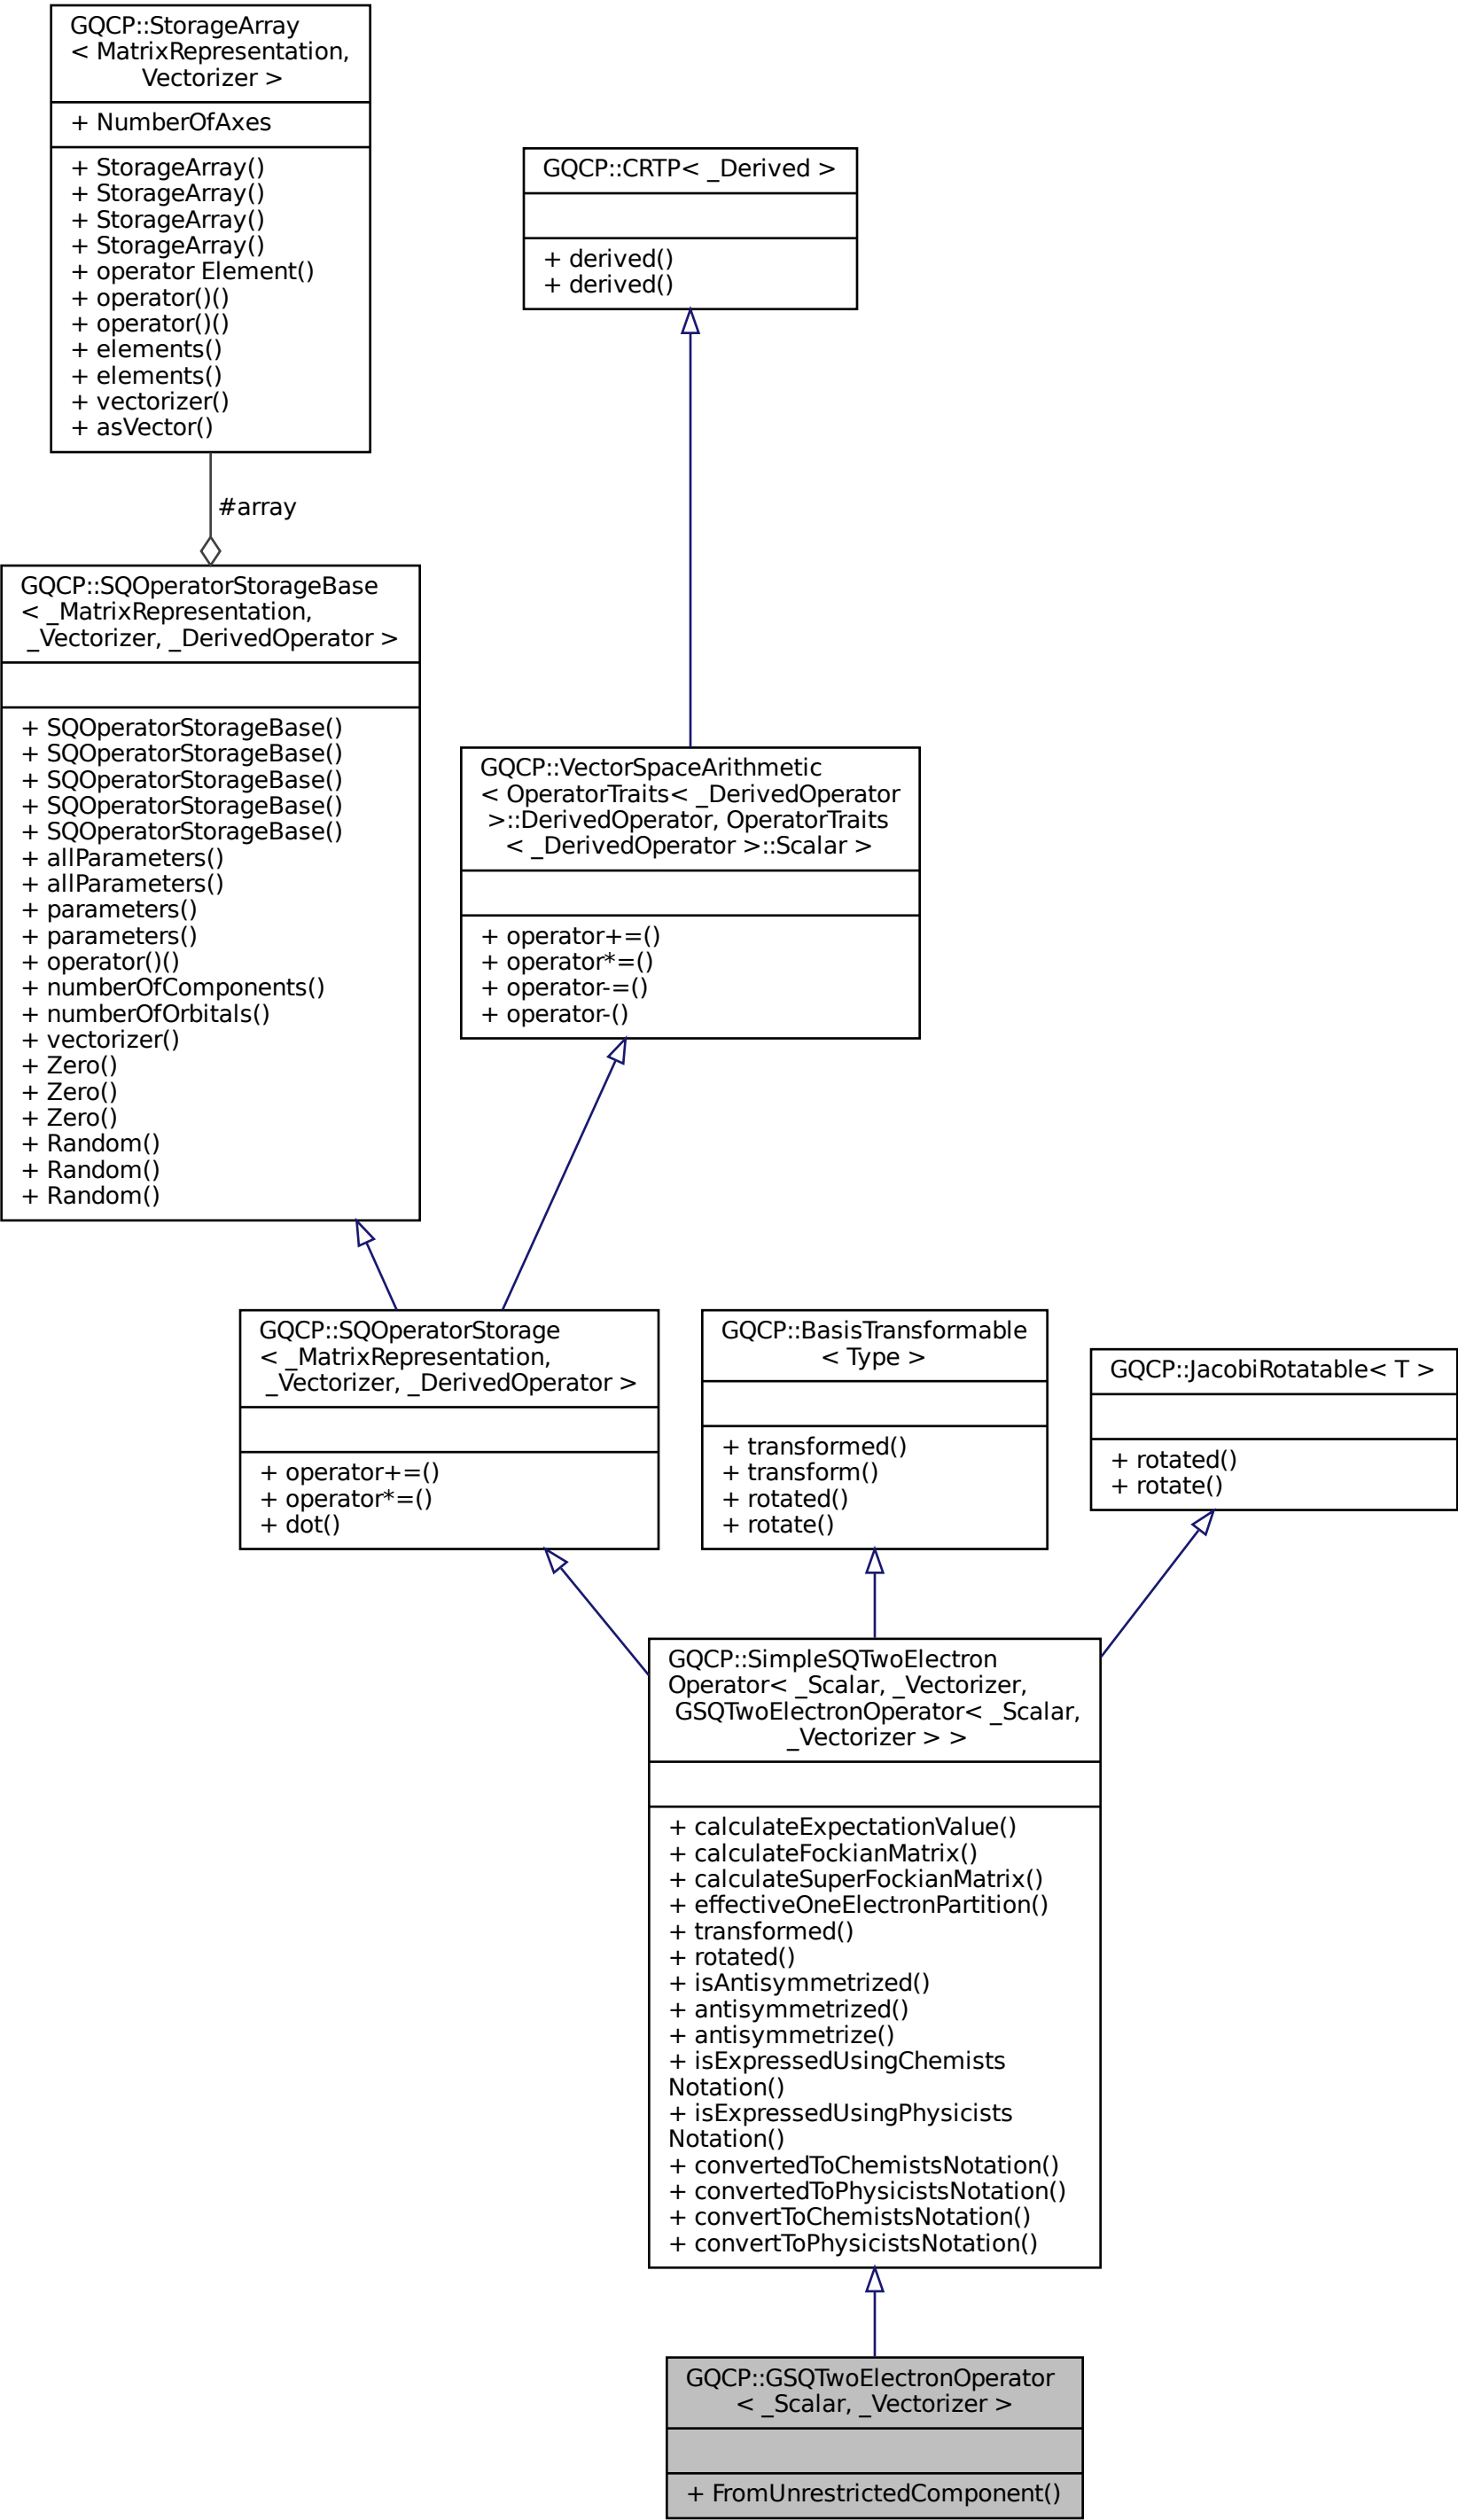 GQCP::StorageArray
< MatrixRepresentation,
Vectorizer >
+ NumberOfAxes
+ StorageArray()
+ StorageArray()
+ StorageArray()
+ StorageArray()
+ operator Element()
+ operator()()
+ operator()()
+ elements()
+ elements()
+ vectorizer()
+ asVector()
GQCP::CRTP< _Derived >
+ derived()
+ derived()
#array
GQCP::SQOperatorStorageBase
< _MatrixRepresentation,
_Vectorizer, _DerivedOperator >
+ SQOperatorStorageBase()
+ SQOperatorStorageBase()
+ SQOperatorStorageBase()
+ SQOperatorStorageBase()
+ SQOperatorStorageBase()
+ allParameters()
+ allParameters()
+ parameters()
+ parameters()
+ operator()()
+ numberOfComponents()
+ numberOfOrbitals()
+ vectorizer()
+ Zero()
+ Zero()
+ Zero()
+ Random()
+ Random()
+ Random()
GQCP::VectorSpaceArithmetic
< OperatorTraits< _DerivedOperator
>::DerivedOperator, OperatorTraits
< _DerivedOperator >::Scalar >
+ operator+=()
+ operator*=()
+ operator-=()
+ operator-()
GQCP::SQOperatorStorage
< _MatrixRepresentation,
_Vectorizer, _DerivedOperator >
+ operator+=()
+ operator*=()
+ dot()
GQCP::BasisTransformable
< Type >
+ transformed()
+ transform()
+ rotated()
+ rotate()
GQCP::JacobiRotatable< T >
+ rotated()
+ rotate()
GQCP::SimpleSQTwoElectron
Operator< _Scalar, _Vectorizer,
GSQTwoElectronOperator< _Scalar,
_Vectorizer > >
+ calculateExpectationValue()
+ calculateFockianMatrix()
+ calculateSuperFockianMatrix()
+ effectiveOneElectronPartition()
+ transformed()
+ rotated()
+ isAntisymmetrized()
+ antisymmetrized()
+ antisymmetrize()
+ isExpressedUsingChemists
Notation()
+ isExpressedUsingPhysicists
Notation()
+ convertedToChemistsNotation()
+ convertedToPhysicistsNotation()
+ convertToChemistsNotation()
+ convertToPhysicistsNotation()
GQCP::GSQTwoElectronOperator
< _Scalar, _Vectorizer >
+ FromUnrestrictedComponent()